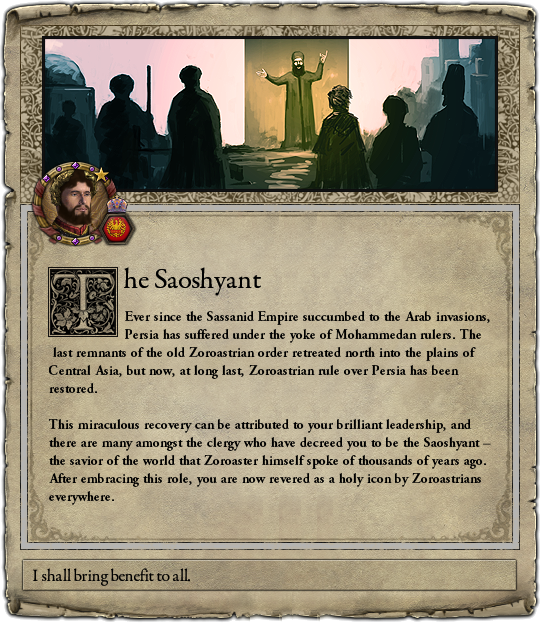 The Saoshyant
Ever since the Sassanid Empire succumbed to the Arab invasions,
Persia has suffered under the yoke of Mohammedan rulers. The
last remnants of the old Zoroastrian order retreated north into the plains of
Central Asia, but now, at long last, Zoroastrian rule over Persia has been
restored.
This miraculous recovery can be attributed to your brilliant leadership, and
there are many amongst the clergy who have decreed you to be the Saoshyant –
the savior of the world that Zoroaster himself spoke of thousands of years ago.
After embracing this role, you are now revered as a holy icon by Zoroastrians
everywhere.
I shall bring benefit to all.